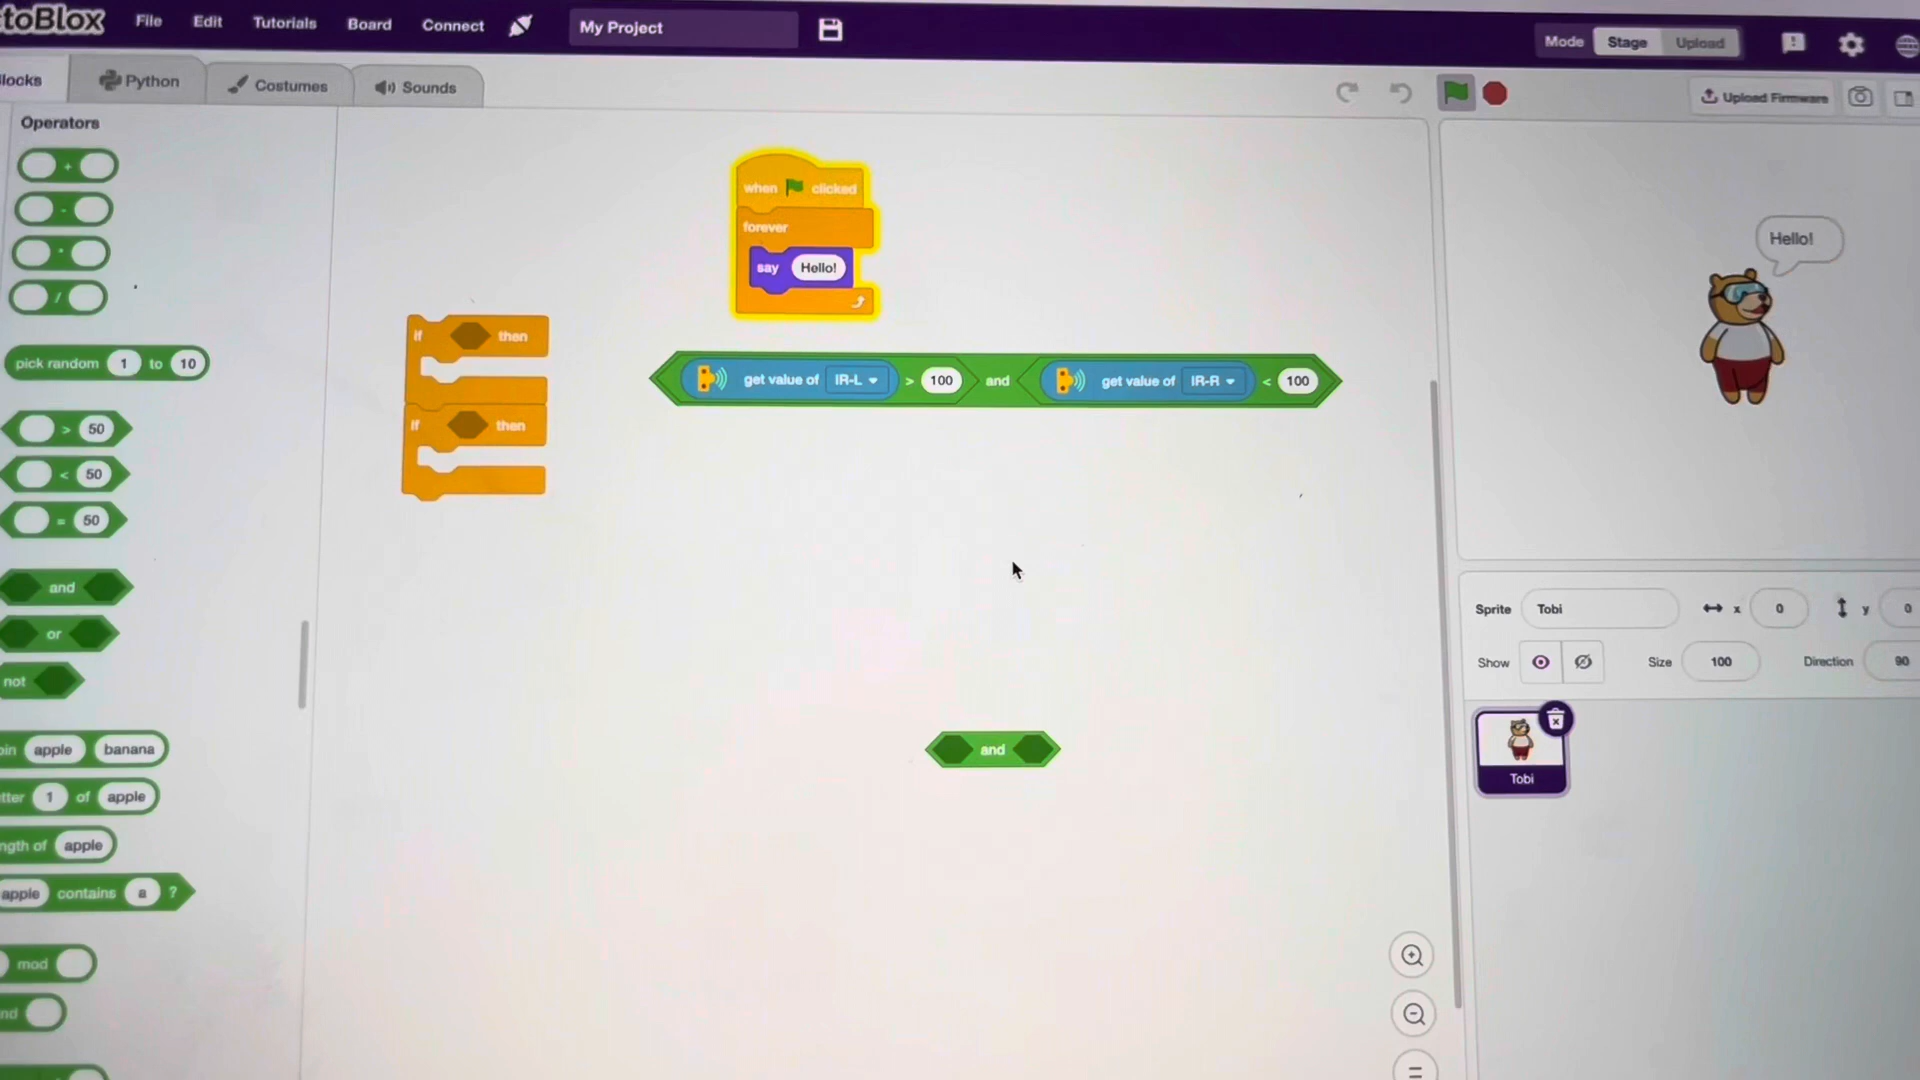 toBlox File Edit Tutorials Board Connect My Project Mode Stage Upload
locks Python Costumes Sounds Upload Firmware
Operators
+
-
*
/
pick random 1 to 10
> 50
< 50
= 50
and
or
not
oin apple banana
tter 1 of apple
ngth of apple
apple contains a ?
mod
nd
when clicked
forever
say Hello!
if then
if then
get value of IR-L > 100 and get value of IR-R < 100
and
Hello!
Sprite Tobi x 0 y 0
Show Size 100 Direction 90
Tobi